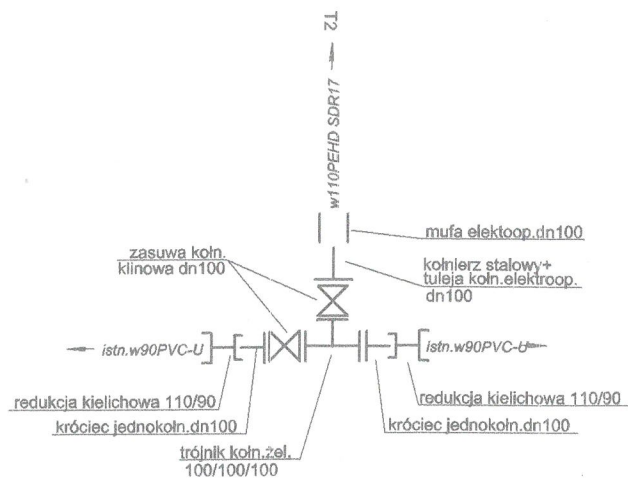 T2
w110PEHD SDR17
mufa elektoop.dn100
zasuwa kołn.
klinowa dn100
kołnierz stalowy+
tuleja kołn.elektroop.
dn100
istn.w90PVC-U
istn.w90PVC-U
redukcja kielichowa 110/90
redukcja kielichowa 110/90
króciec jednokołn.dn100
króciec jednokołn.dn100
trójnik kołn.żel.
100/100/100